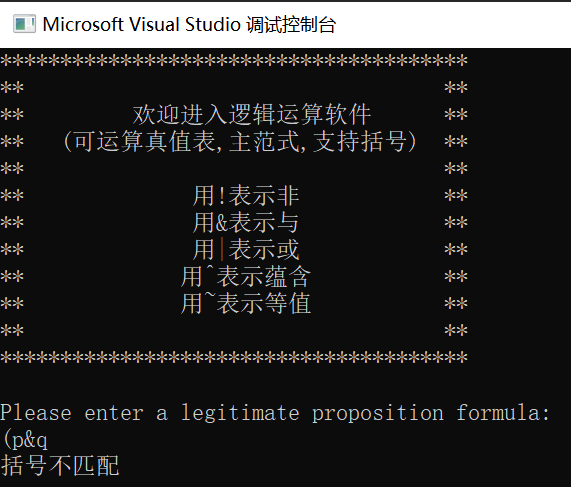 Microsoft Visual Studio 调试控制台
***************************************
** **
** 欢迎进入逻辑运算软件 **
** (可运算真值表,主范式,支持括号) **
** **
** 用!表示非 **
** 用&表示与 **
** 用|表示或 **
** 用^表示蕴含 **
** 用~表示等值 **
** **
***************************************
Please enter a legitimate proposition formula:
(p&q
括号不匹配